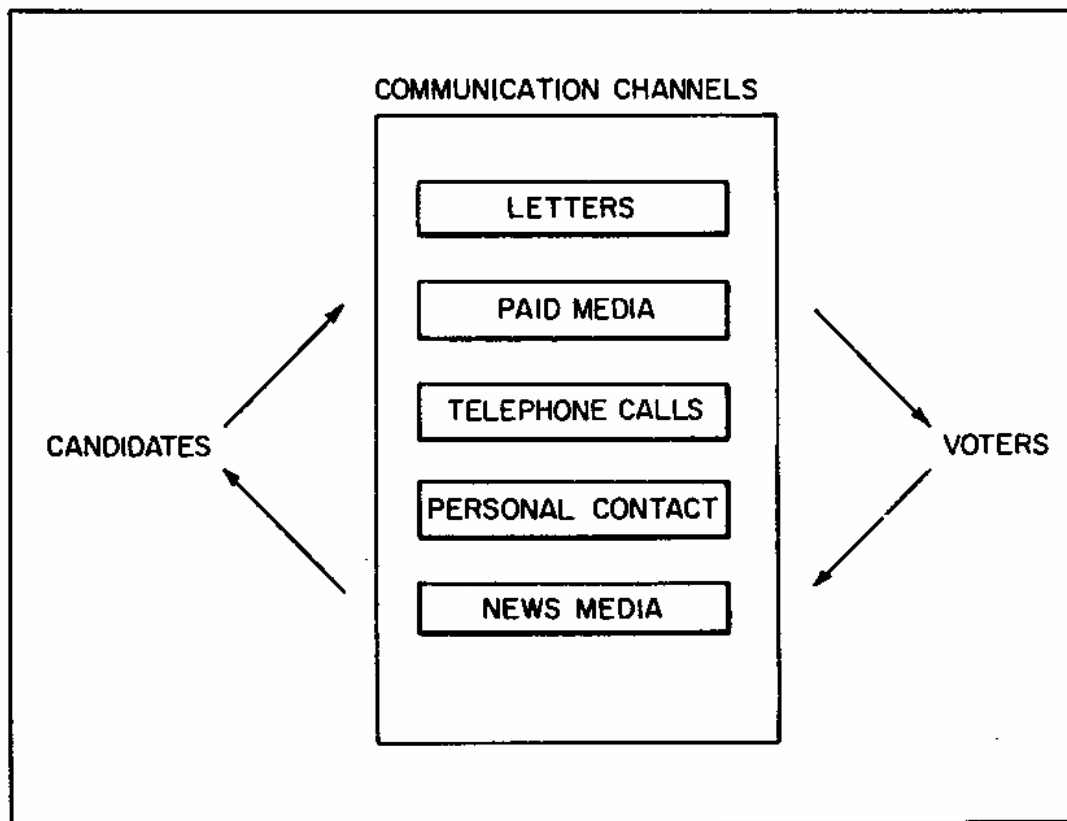 COMMUNICATION CHANNELS
LETTERS
PAID MEDIA
TELEPHONE CALLS
CANDIDATES
VOTERS
PERSONAL CONTACT
NEWS MEDIA